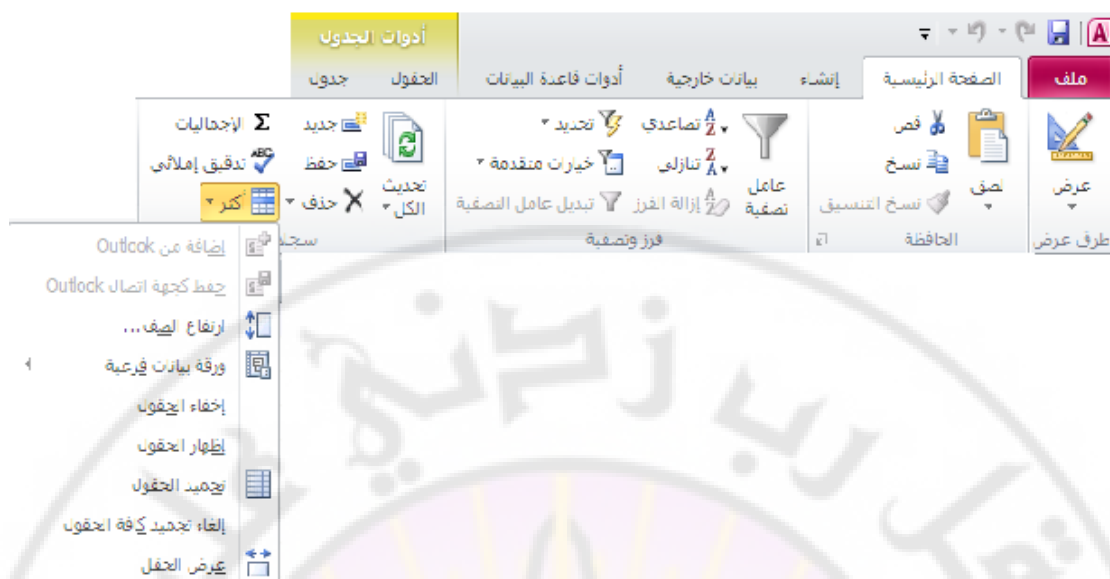 أدوات الجدول
ملف الصفحة الرئيسية إنشاء بيانات خارجية أدوات قاعدة البيانات الحقول جدول
عرض
طرق عرض
لصق
قص
نسخ
نسخ التنسيق
الحافظة
عامل تصفية
تصاعدي
تنازلي
إزالة الفرز
تحديد
خيارات متقدمة
تبديل عامل التصفية
فرز وتصفية
تحديث الكل
جديد
حفظ
حذف
Σ الإجماليات
تدقيق إملائي
أكثر
إضافة من Outlook
حفظ كجهة اتصال Outlook
ارتفاع الصف...
ورقة بيانات فرعية
إخفاء الحقول
إظهار الحقول
تجميد الحقول
إلغاء تجميد كافة الحقول
عرض الحقل
قل رب زدني